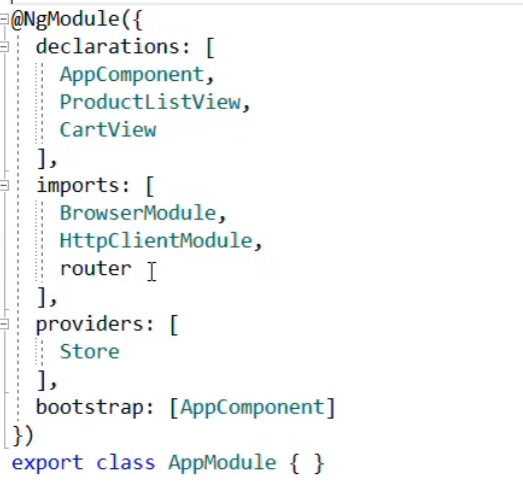 @NgModule({
declarations: [
AppComponent,
ProductListView,
CartView
],
imports: [
BrowserModule,
HttpClientModule,
router
],
providers: [
Store
],
bootstrap: [AppComponent]
})
export class AppModule { }